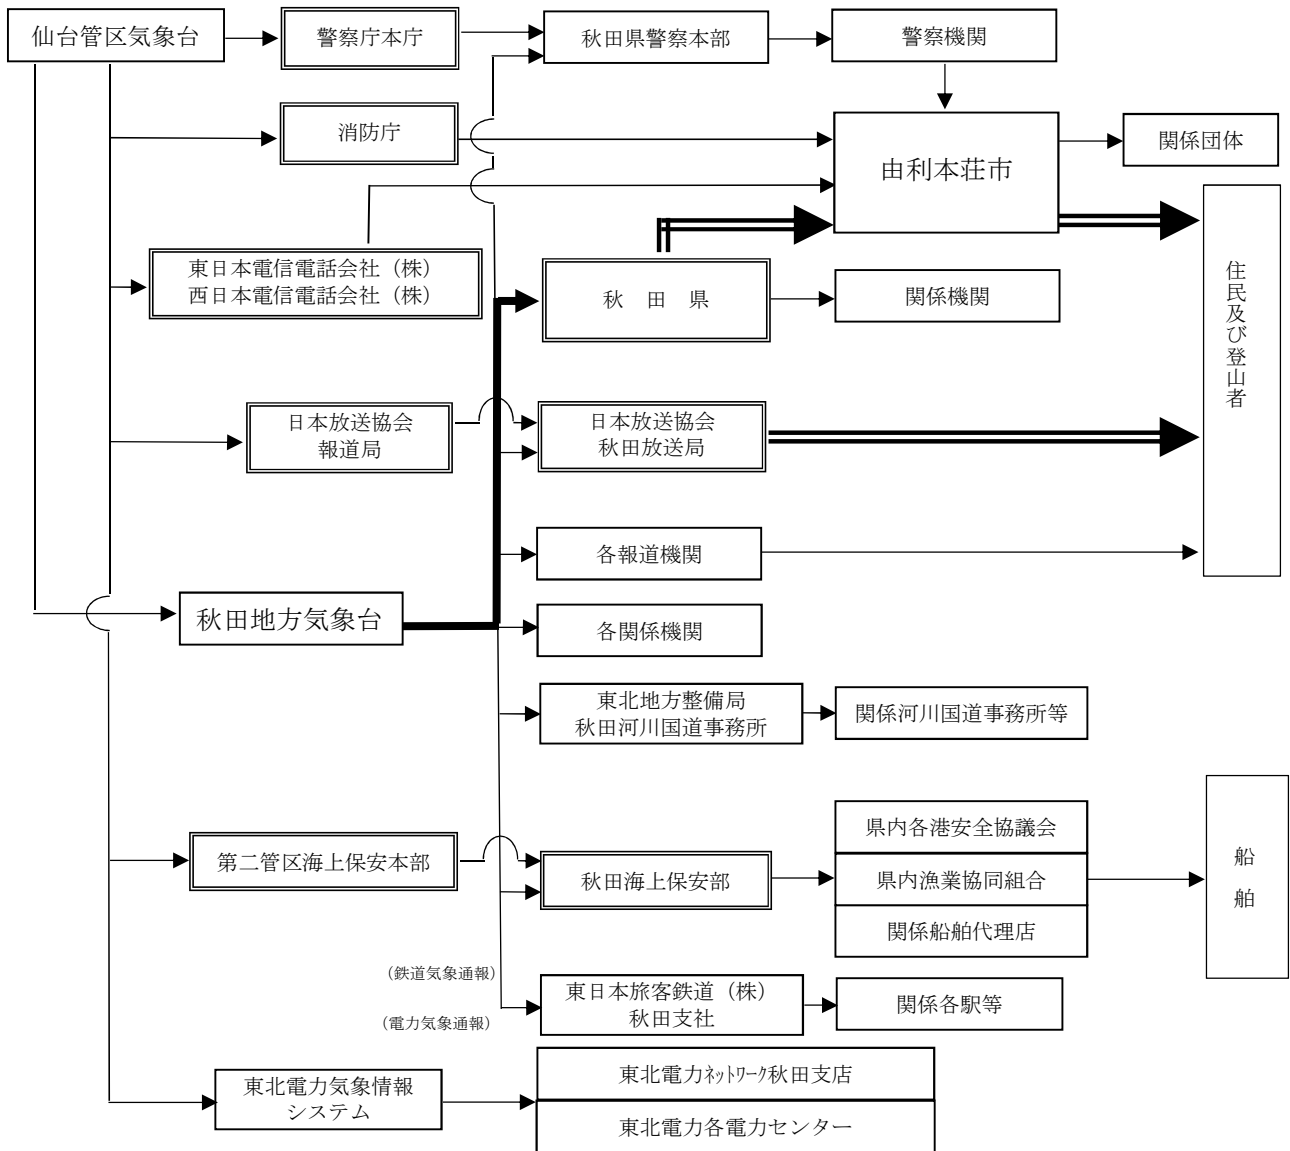 仙台管区気象台
警察庁本庁
秋田県警察本部
警察機関
消防庁
由利本荘市
関係団体
東日本電信電話会社（株）
西日本電信電話会社（株）
秋　田　県
関係機関
住民及び登山者
日本放送協会
報道局
日本放送協会
秋田放送局
各報道機関
秋田地方気象台
各関係機関
東北地方整備局
秋田河川国道事務所
関係河川国道事務所等
第二管区海上保安本部
秋田海上保安部
県内各港安全協議会
県内漁業協同組合
関係船舶代理店
船　舶
（鉄道気象通報）
東日本旅客鉄道（株）
秋田支社
関係各駅等
（電力気象通報）
東北電力気象情報
システム
東北電力ﾈｯﾄﾜｰｸ秋田支店
東北電力各電力センター